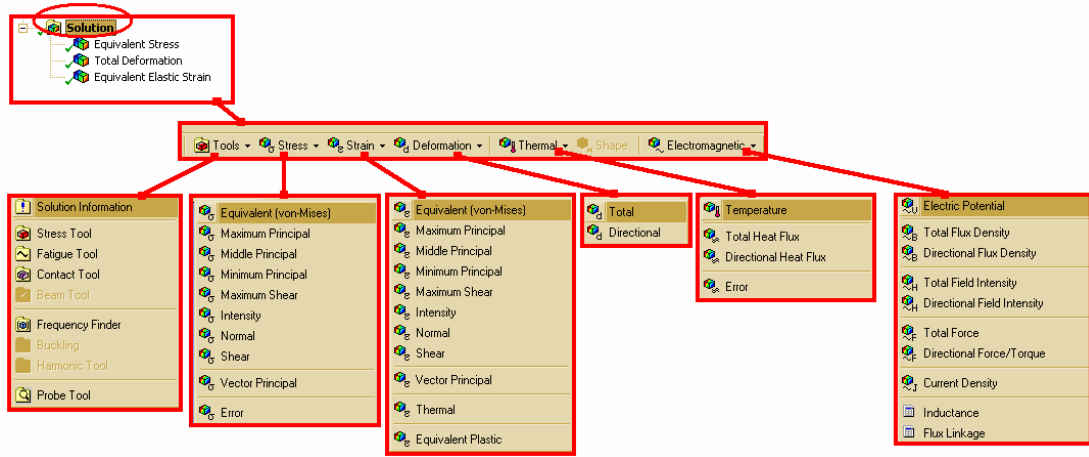 Solution
Equivalent Stress
Total Deformation
Equivalent Elastic Strain
Tools Stress Strain Deformation Thermal Shape Electromagnetic
Solution Information
Stress Tool
Fatigue Tool
Contact Tool
Beam Tool
Frequency Finder
Buckling
Harmonic Tool
Probe Tool
Equivalent (von-Mises)
Maximum Principal
Middle Principal
Minimum Principal
Maximum Shear
Intensity
Normal
Shear
Vector Principal
Error
Equivalent (von-Mises)
Maximum Principal
Middle Principal
Minimum Principal
Maximum Shear
Intensity
Normal
Shear
Vector Principal
Thermal
Equivalent Plastic
Total
Directional
Temperature
Total Heat Flux
Directional Heat Flux
Error
Electric Potential
Total Flux Density
Directional Flux Density
Total Field Intensity
Directional Field Intensity
Total Force
Directional Force/Torque
Current Density
Inductance
Flux Linkage